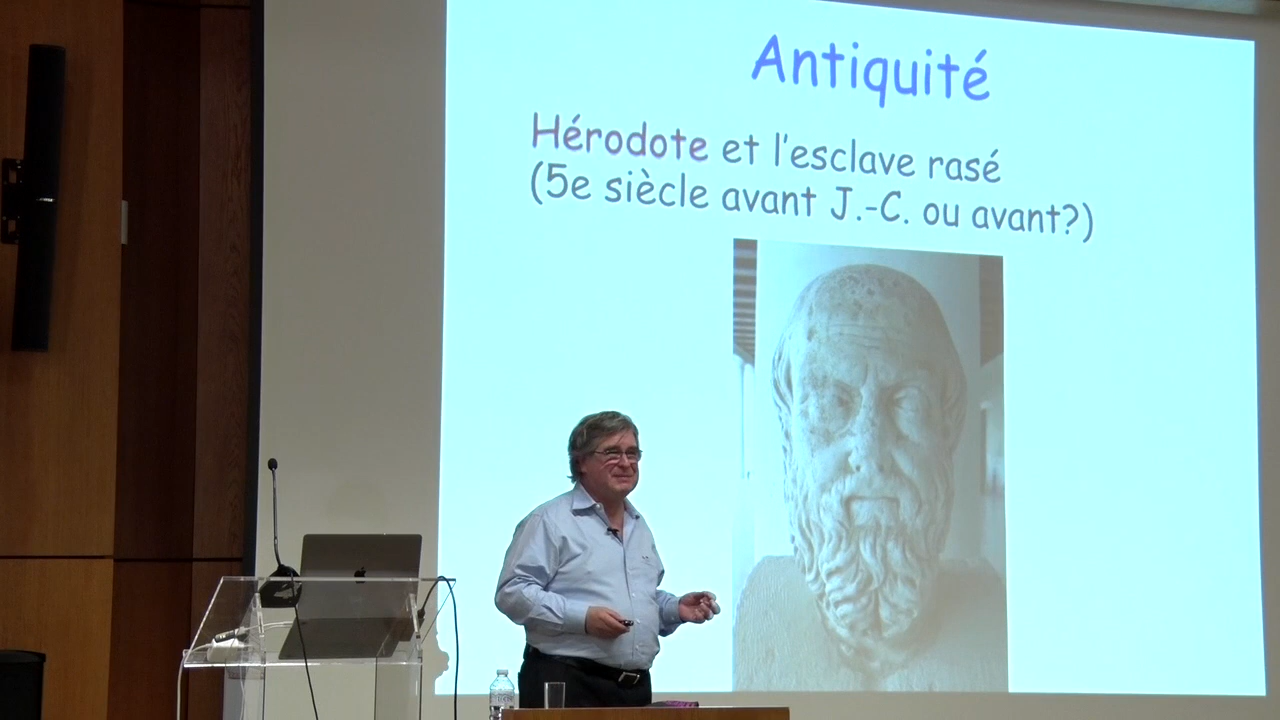 Antiquité
Hérodote et l'esclave rasé
(5e siècle avant J.-C. ou avant?)